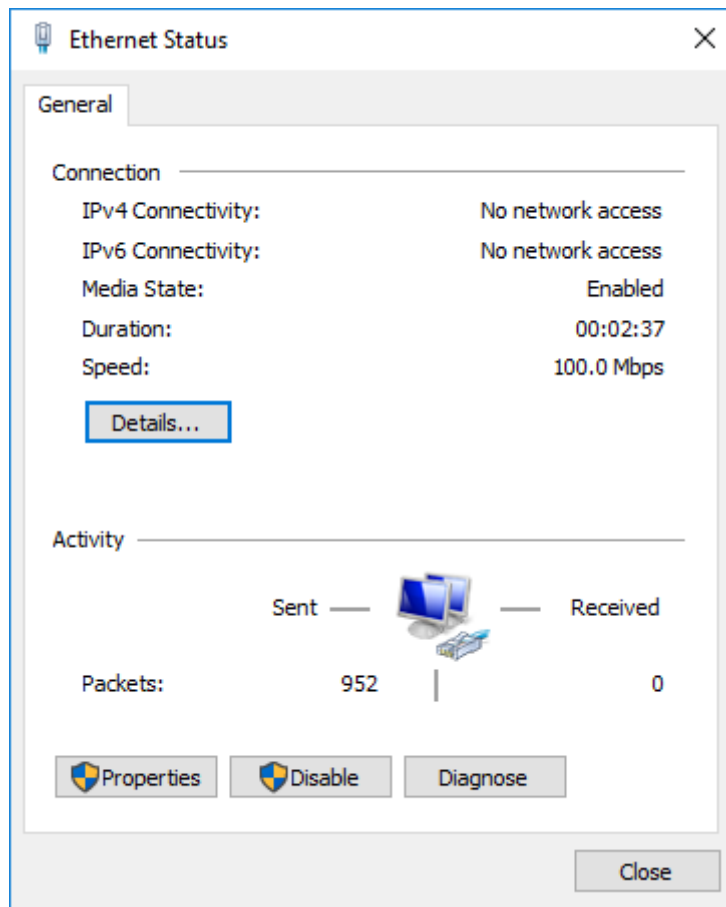 Ethernet Status
General
Connection
IPv4 Connectivity: No network access
IPv6 Connectivity: No network access
Media State: Enabled
Duration: 00:02:37
Speed: 100.0 Mbps
Details...
Activity
Sent Received
Packets: 952 0
Properties Disable Diagnose
Close